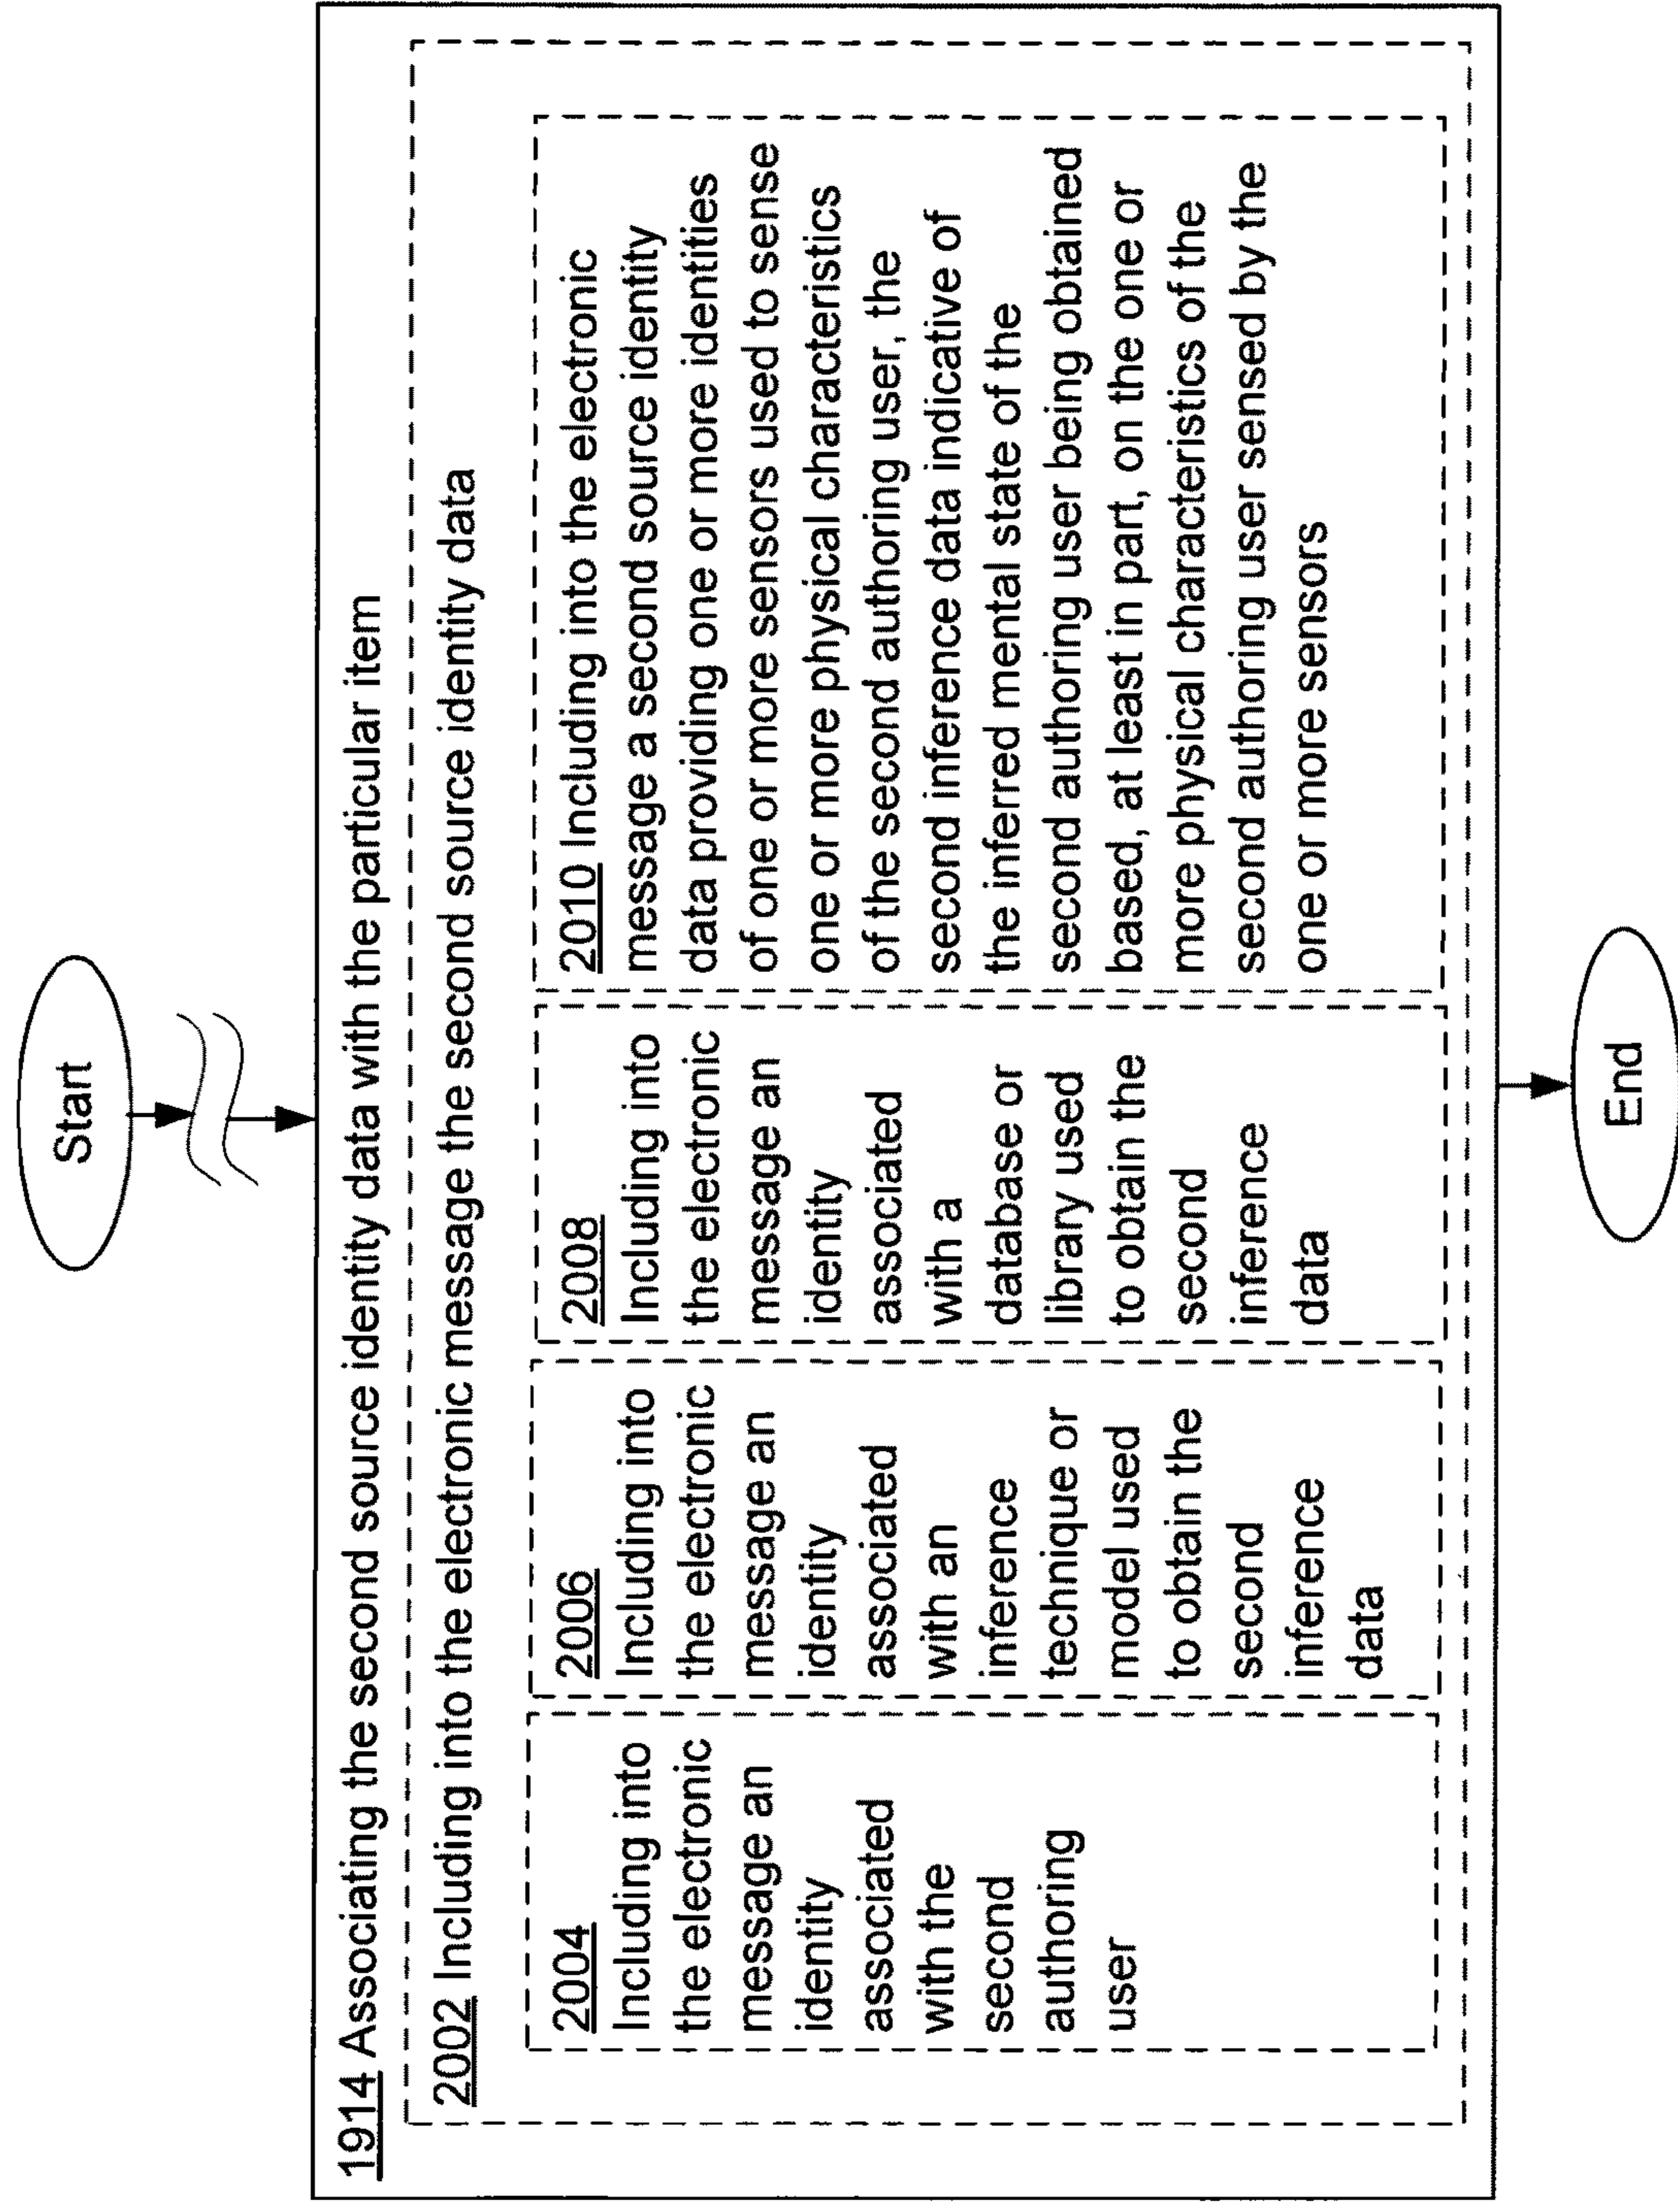 Start
1914 Associating the second source identity data with the particular item
2002 Including into the electronic message the second source identity data
2004
Including into
the electronic
message an
identity
associated
with the
second
authoring
user
2006
Including into
the electronic
message an
identity
associated
with an
inference
technique or
model used
to obtain the
second
inference
data
2008
Including into
the electronic
message an
identity
associated
with a
database or
library used
to obtain the
second
inference
data
2010 Including into the electronic
message a second source identity
data providing one or more identities
of one or more sensors used to sense
one or more physical characteristics
of the second authoring user, the
second inference data indicative of
the inferred mental state of the
second authoring user being obtained
based, at least in part, on the one or
more physical characteristics of the
second authoring user sensed by the
one or more sensors
End